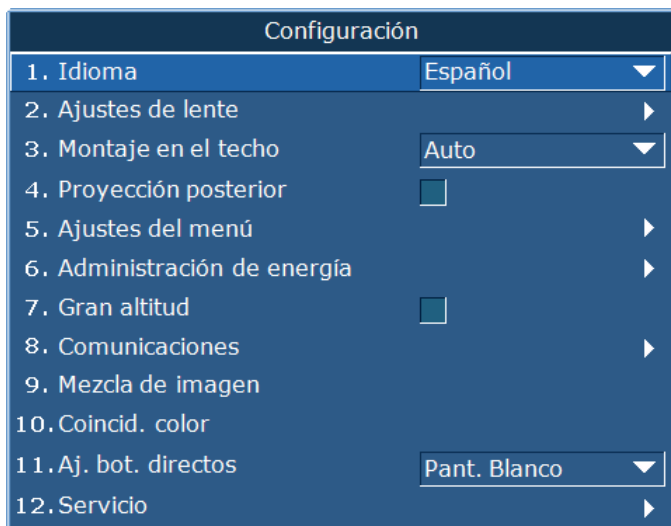 Configuración
1. Idioma Español
2. Ajustes de lente
3. Montaje en el techo Auto
4. Proyección posterior
5. Ajustes del menú
6. Administración de energía
7. Gran altitud
8. Comunicaciones
9. Mezcla de imagen
10. Coincid. color
11. Aj. bot. directos Pant. Blanco
12. Servicio